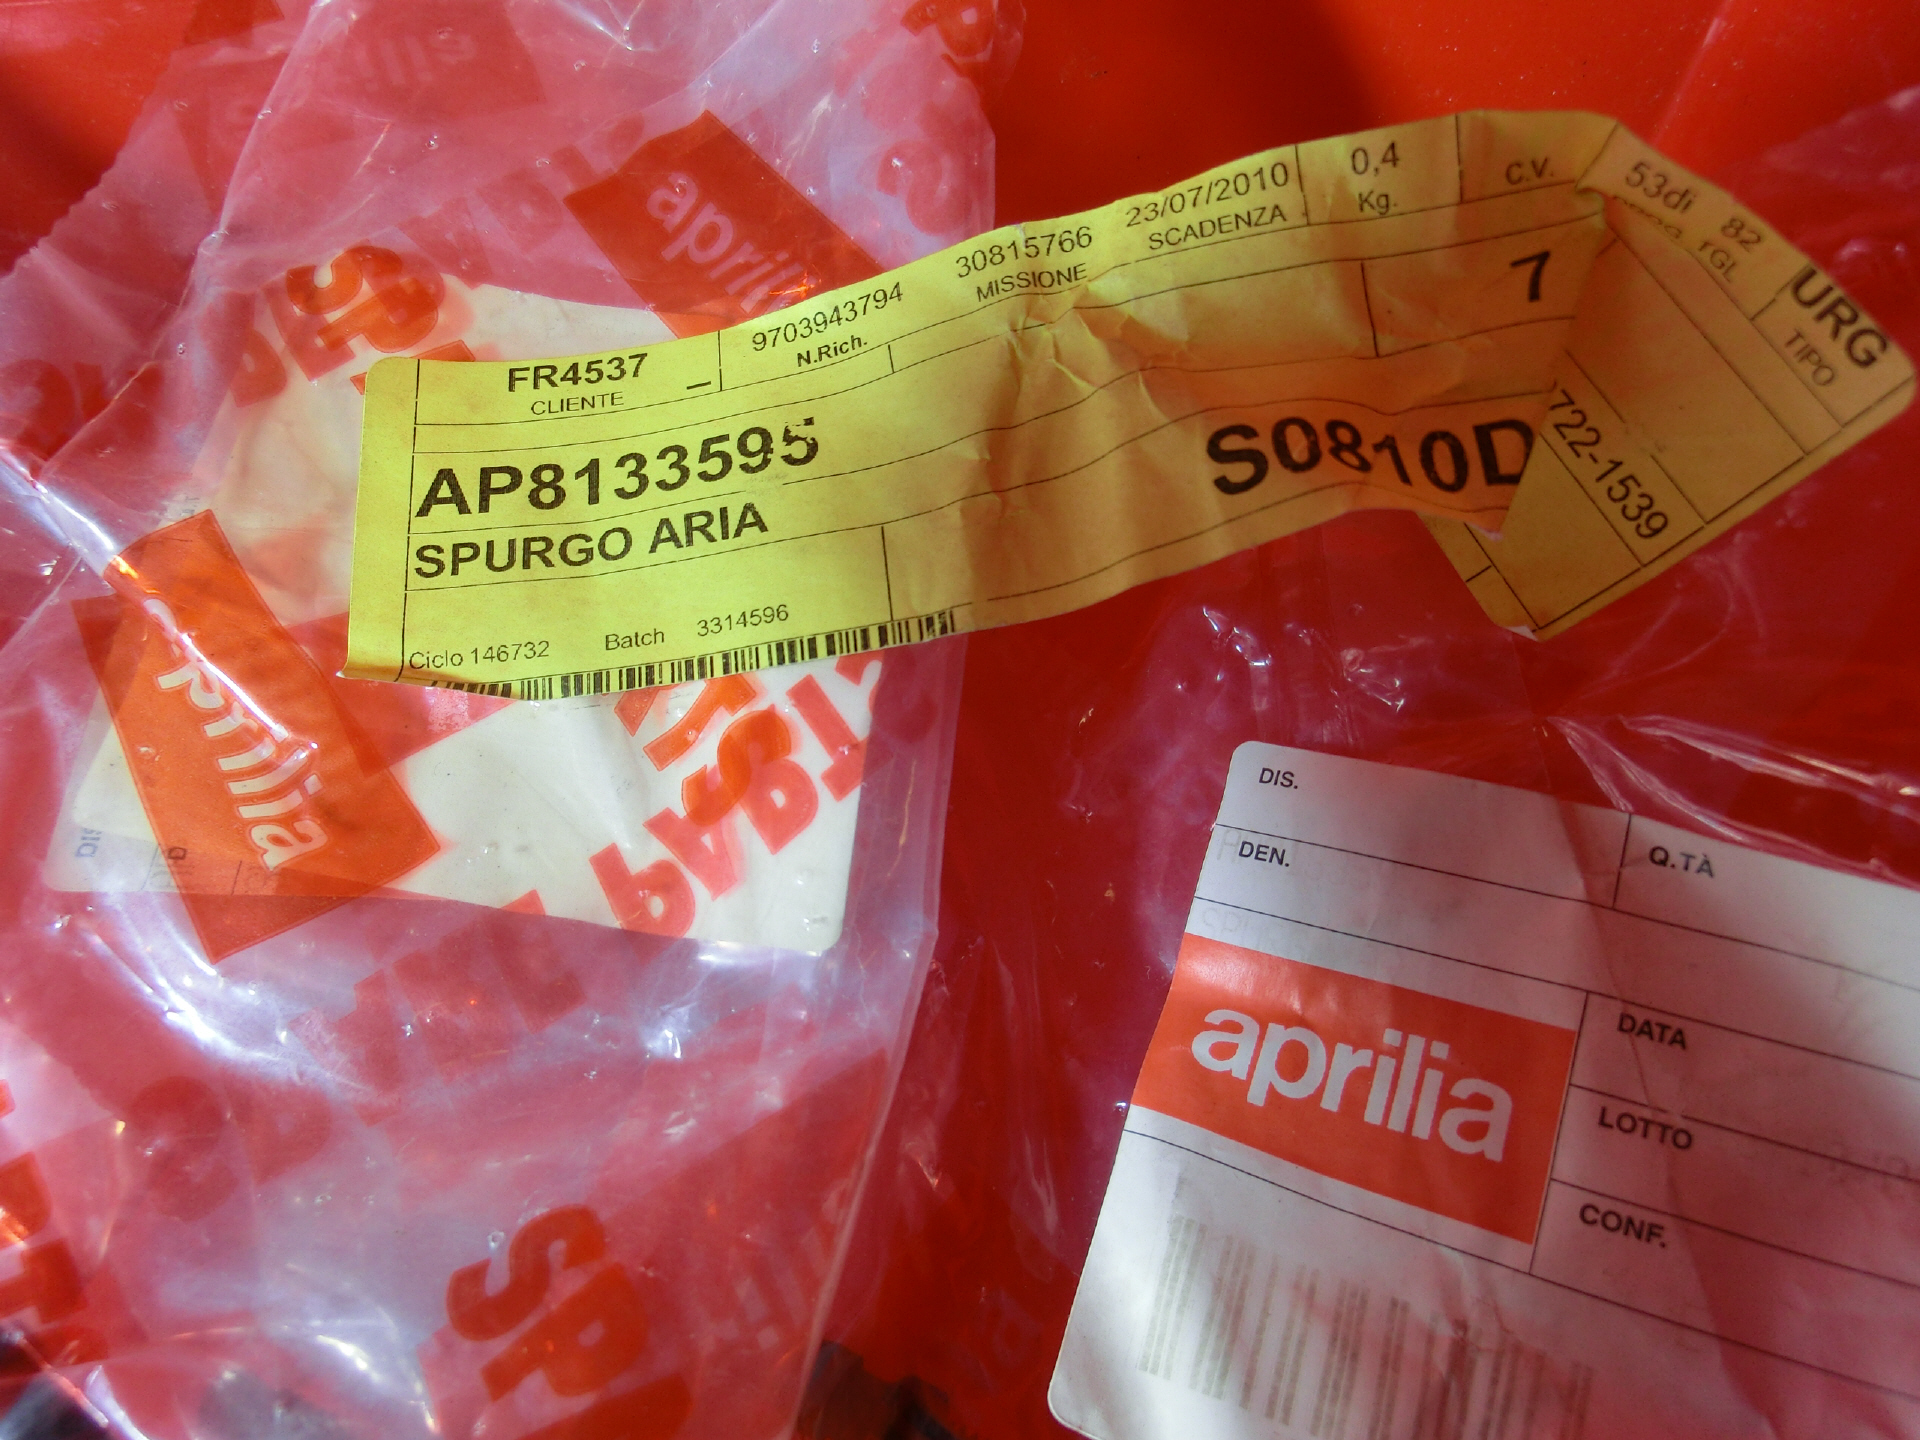 aprilia
53di 82
0,4
C.V.
Kg.
23/07/2010
SCADENZA
30815766
MISSIONE
9703943794
N.Rich.
FR4537 _
CLIENTE
7
URG
TIPO
AP8133595
S0810D
722-1539
SPURGO ARIA
Ciclo 146732 Batch 3314596
aprilia
DIS.
DEN.
Q.TÀ
aprilia
DATA
LOTTO
CONF.
SP